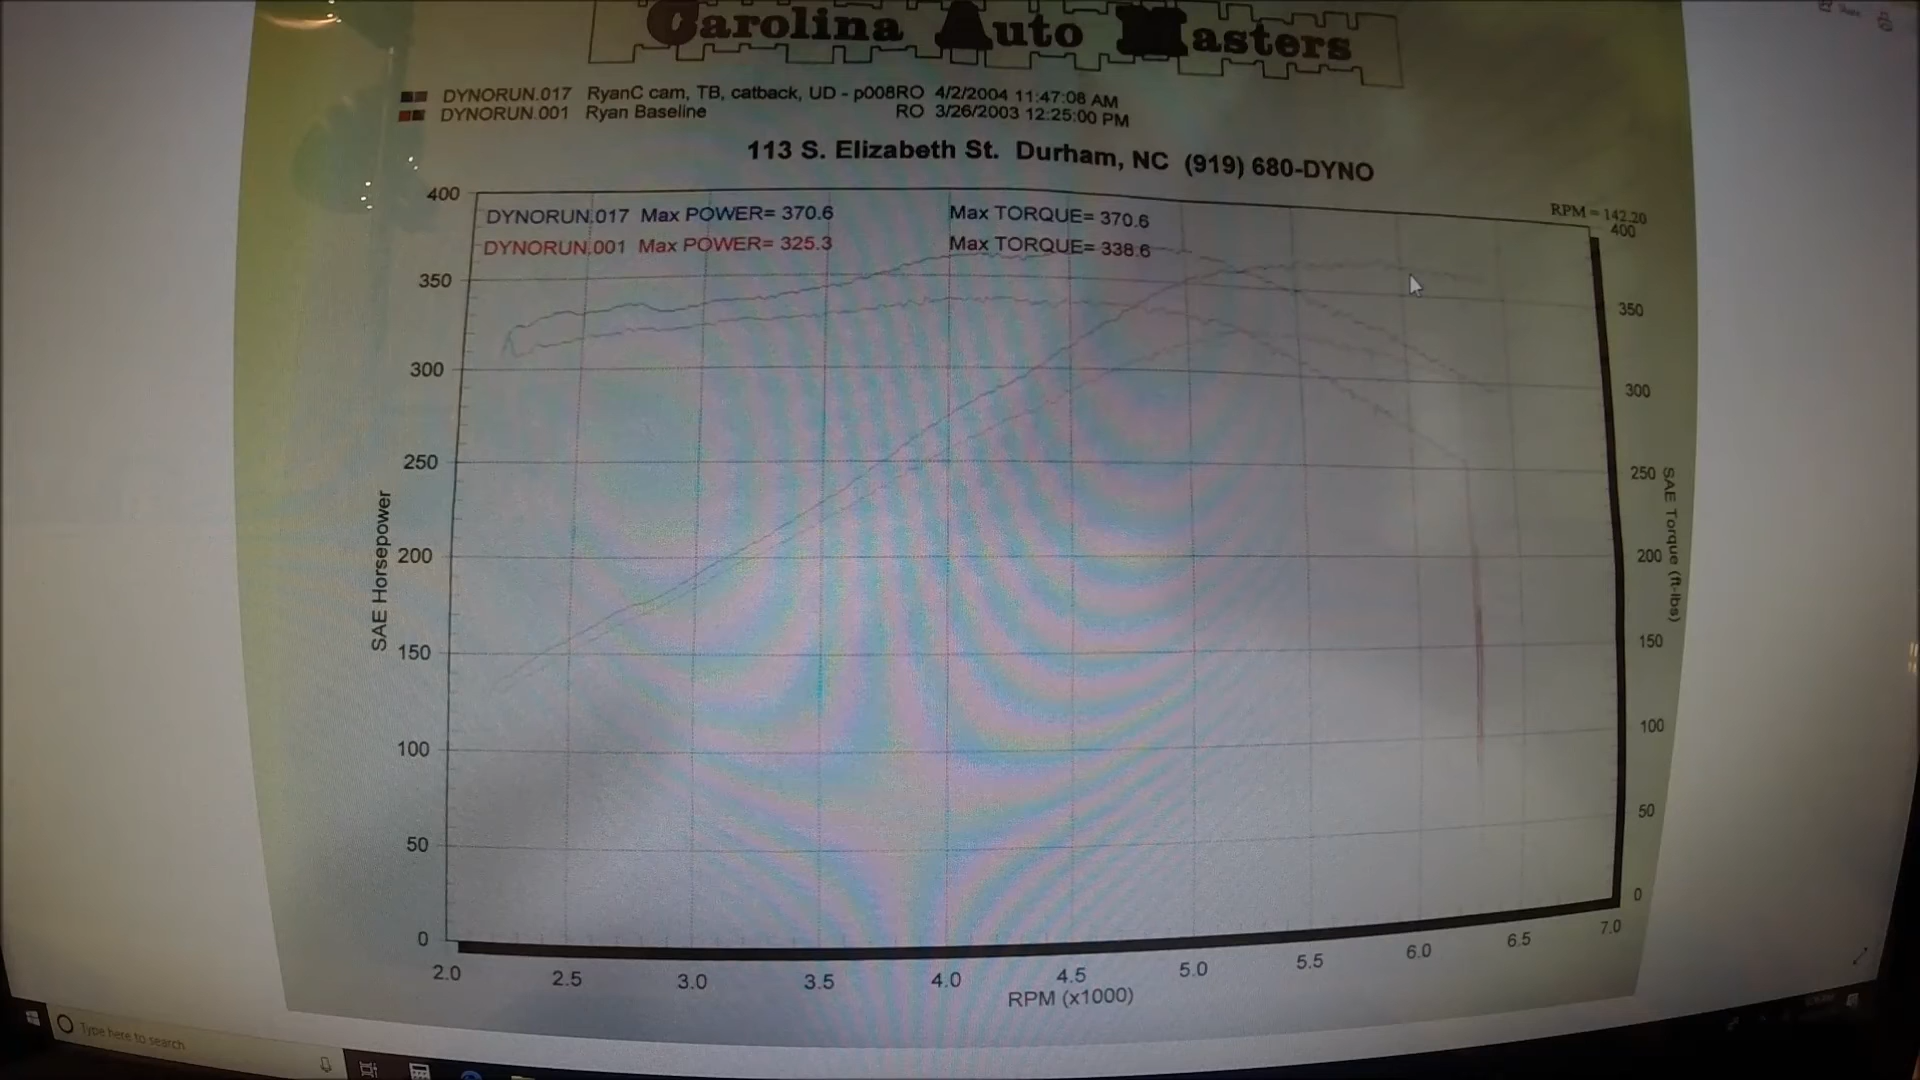 Carolina Auto Masters
DYNORUN.017 RyanC cam, TB, catback, UD - p008RO 4/2/2004 11:47:08 AM
DYNORUN.001 Ryan Baseline RO 3/26/2003 12:25:00 PM
113 S. Elizabeth St. Durham, NC (919) 680-DYNO
RPM = 142.20
DYNORUN.017 Max POWER= 370.6 Max TORQUE= 370.6
DYNORUN.001 Max POWER= 325.3 Max TORQUE= 338.6
400
350
300
250
200
150
100
50
0
SAE Horsepower
400
350
300
250
200
150
100
50
0
SAE Torque (ft-lbs)
2.0 2.5 3.0 3.5 4.0 4.5 5.0 5.5 6.0 6.5 7.0
RPM (x1000)
Type here to search